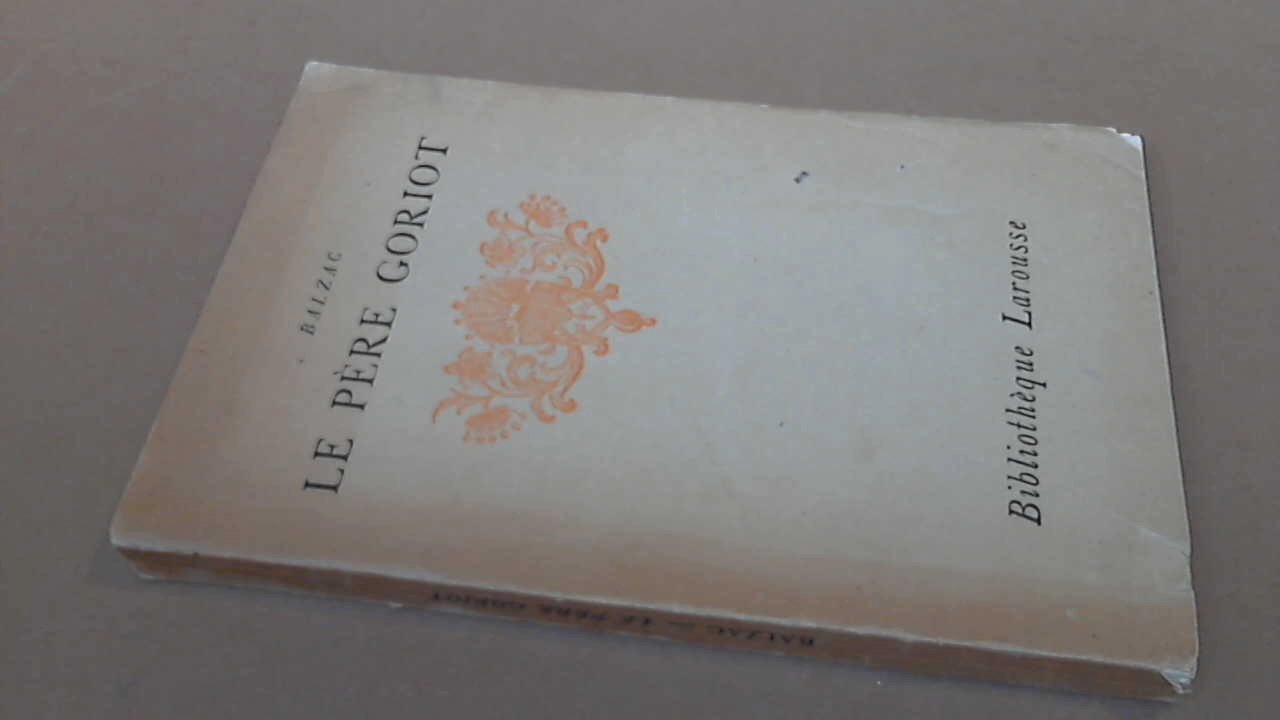 BALZAC
LE PÈRE GORIOT
Bibliothèque Larousse
BALZAC — LE PÈRE GORIOT